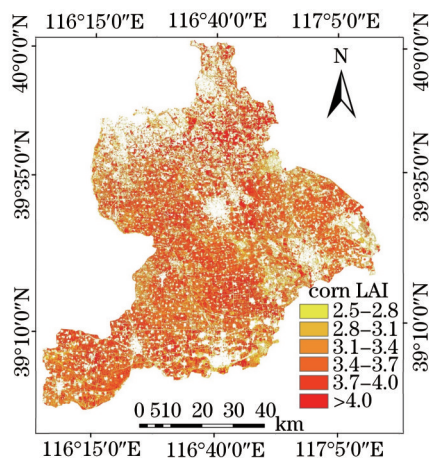 116°15′0″E 116°40′0″E 117°5′0″E
40°0′0″N
40°0′0″N
N
39°35′0″N
39°35′0″N
39°10′0″N
39°10′0″N
corn LAI
2.5–2.8
2.8–3.1
3.1–3.4
3.4–3.7
3.7–4.0
>4.0
0 5 10 20 30 40
km
116°15′0″E 116°40′0″E 117°5′0″E